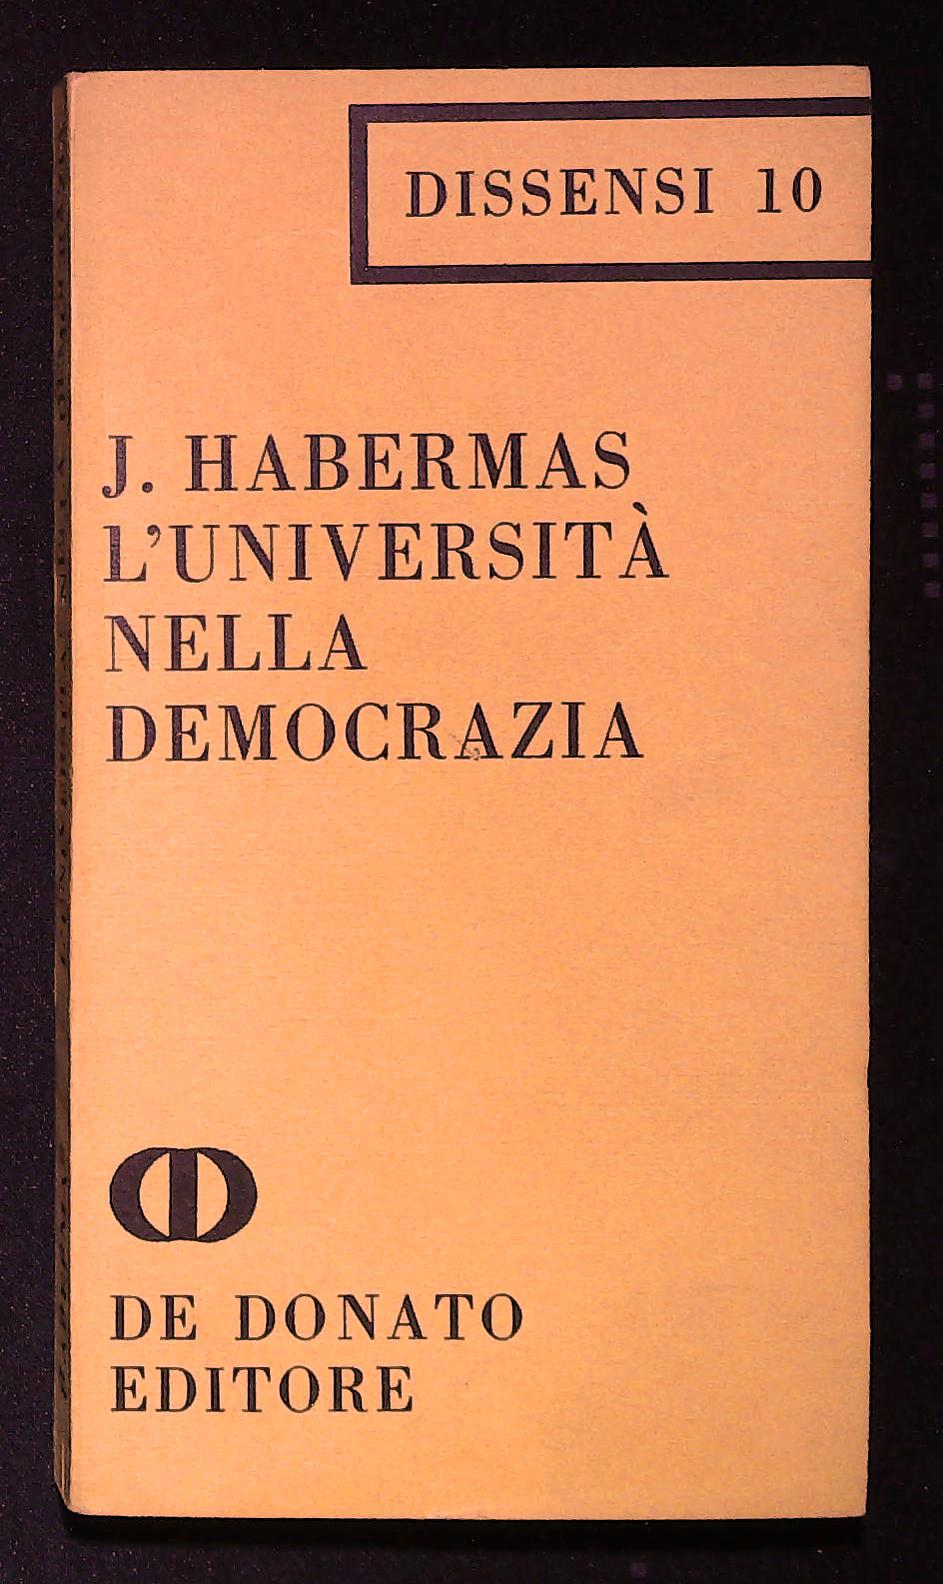 DISSENSI 10
J. HABERMAS
L'UNIVERSITÀ
NELLA
DEMOCRAZIA
DE DONATO
EDITORE